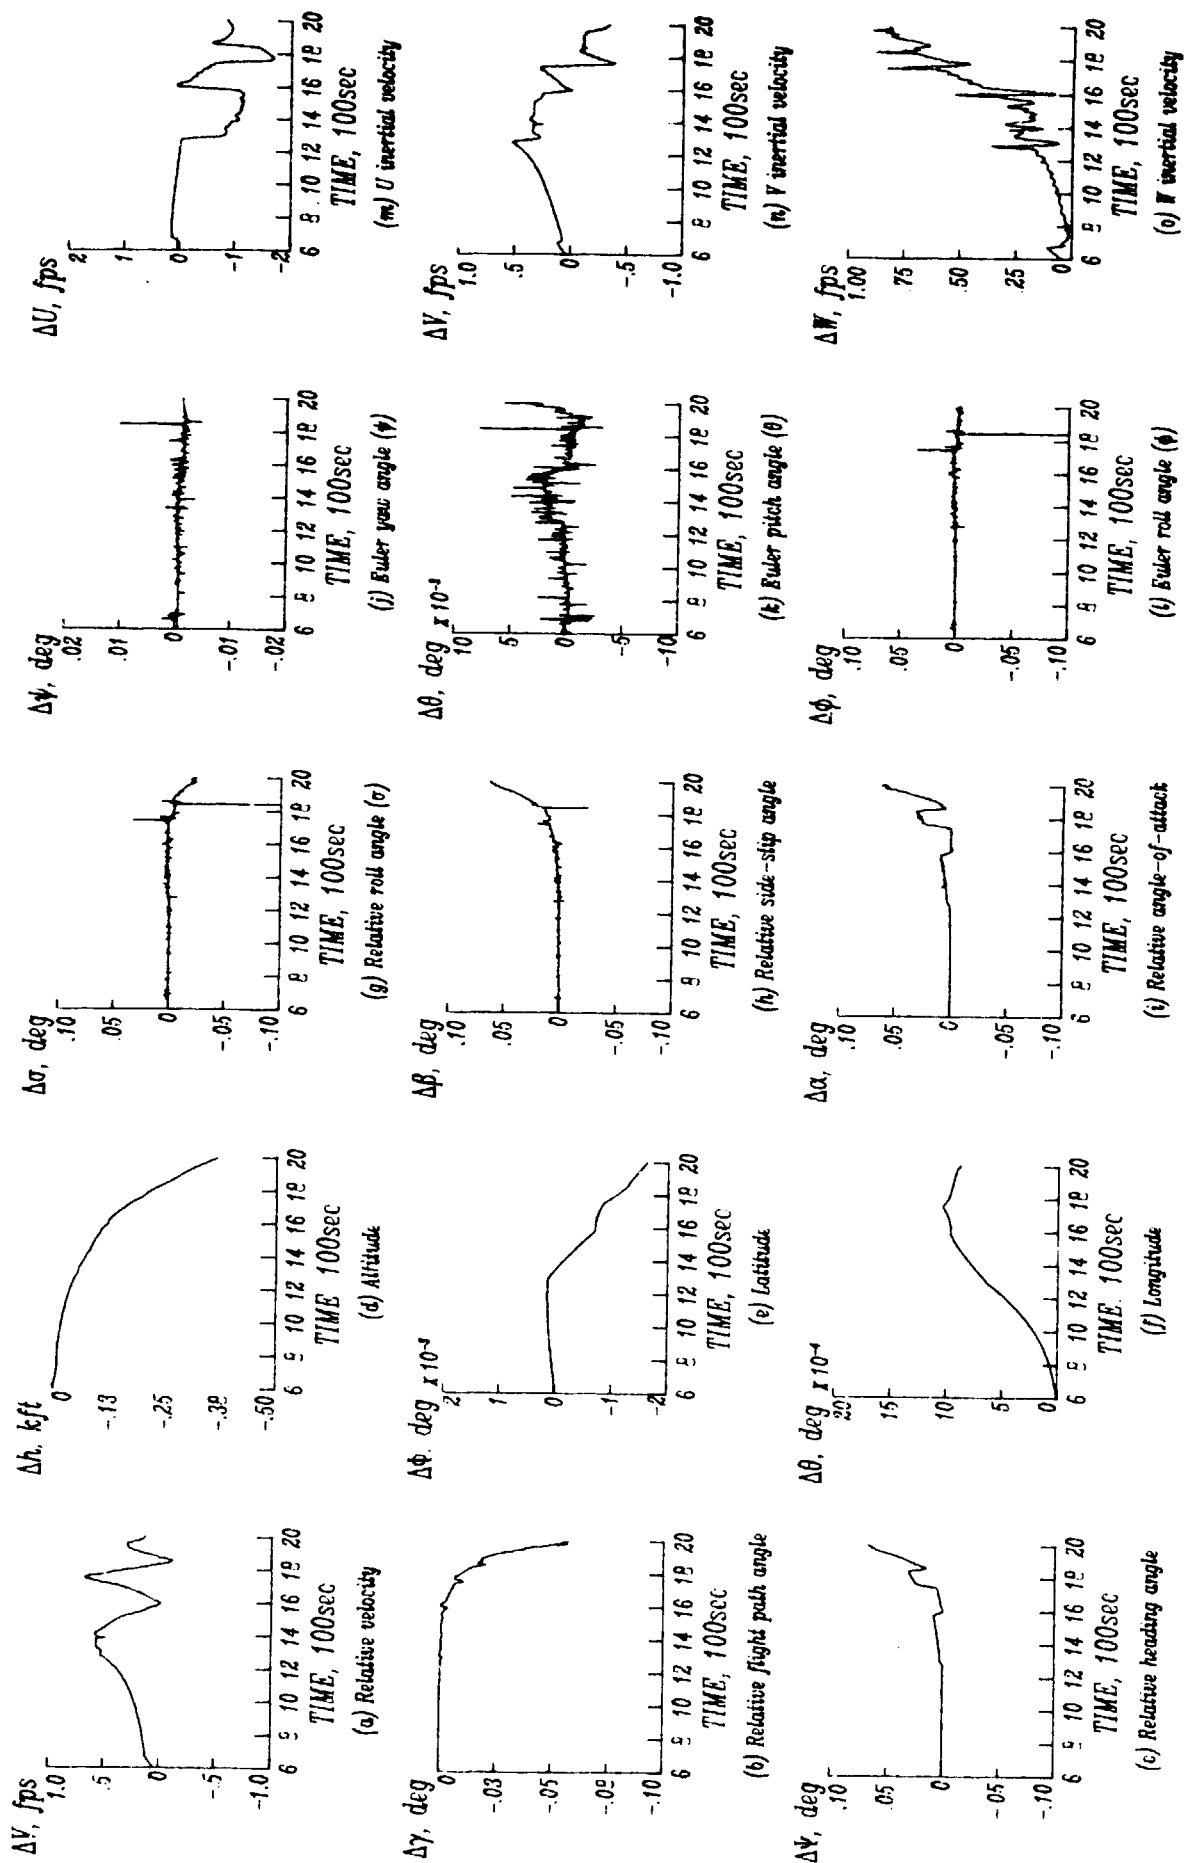 ΔV, fps
1.0
.5
0
-.5
-1.0
6 8 10 12 14 16 18 20
TIME, 100sec
(a) Relative velocity
Δγ, deg
0
-.03
-.05
-.08
-.10
6 8 10 12 14 16 18 20
TIME, 100sec
(b) Relative flight path angle
ΔΨ, deg
.10
.05
0
-.05
-.10
6 8 10 12 14 16 18 20
TIME, 100sec
(c) Relative heading angle
Δh, kft
0
-.13
-.25
-.38
-.50
6 8 10 12 14 16 18 20
TIME 100sec
(d) Altitude
ΔΦ, deg x 10⁻³
2
1
0
-1
-2
6 8 10 12 14 16 18 20
TIME, 100sec
(e) Latitude
Δθ, deg x 10⁻⁴
20
15
10
5
0
6 8 10 12 14 16 18 20
TIME, 100sec
(f) Longitude
Δσ, deg
.10
.05
0
-.05
-.10
6 8 10 12 14 16 18 20
TIME, 100sec
(g) Relative roll angle (σ)
Δβ, deg
.10
.05
0
-.05
-.10
6 8 10 12 14 16 18 20
TIME, 100sec
(h) Relative side-slip angle
Δα, deg
.10
.05
0
-.05
-.10
6 8 10 12 14 16 18 20
TIME, 100sec
(i) Relative angle-of-attack
Δψ, deg
.02
.01
0
-.01
-.02
6 8 10 12 14 16 18 20
TIME, 100sec
(j) Euler yaw angle (ψ)
Δθ, deg x 10⁻³
10
5
0
-5
-10
6 8 10 12 14 16 18 20
TIME, 100sec
(k) Euler pitch angle (θ)
Δϕ, deg
.10
.05
0
-.05
-.10
6 8 10 12 14 16 18 20
TIME, 100sec
(l) Euler roll angle (ϕ)
ΔU, fps
2
1
0
-1
-2
6 8 10 12 14 16 18 20
TIME, 100sec
(m) U inertial velocity
ΔV, fps
1.0
.5
0
-.5
-1.0
6 8 10 12 14 16 18 20
TIME, 100sec
(n) V inertial velocity
ΔW, fps
1.00
.75
.50
.25
0
6 8 10 12 14 16 18 20
TIME, 100sec
(o) W inertial velocity